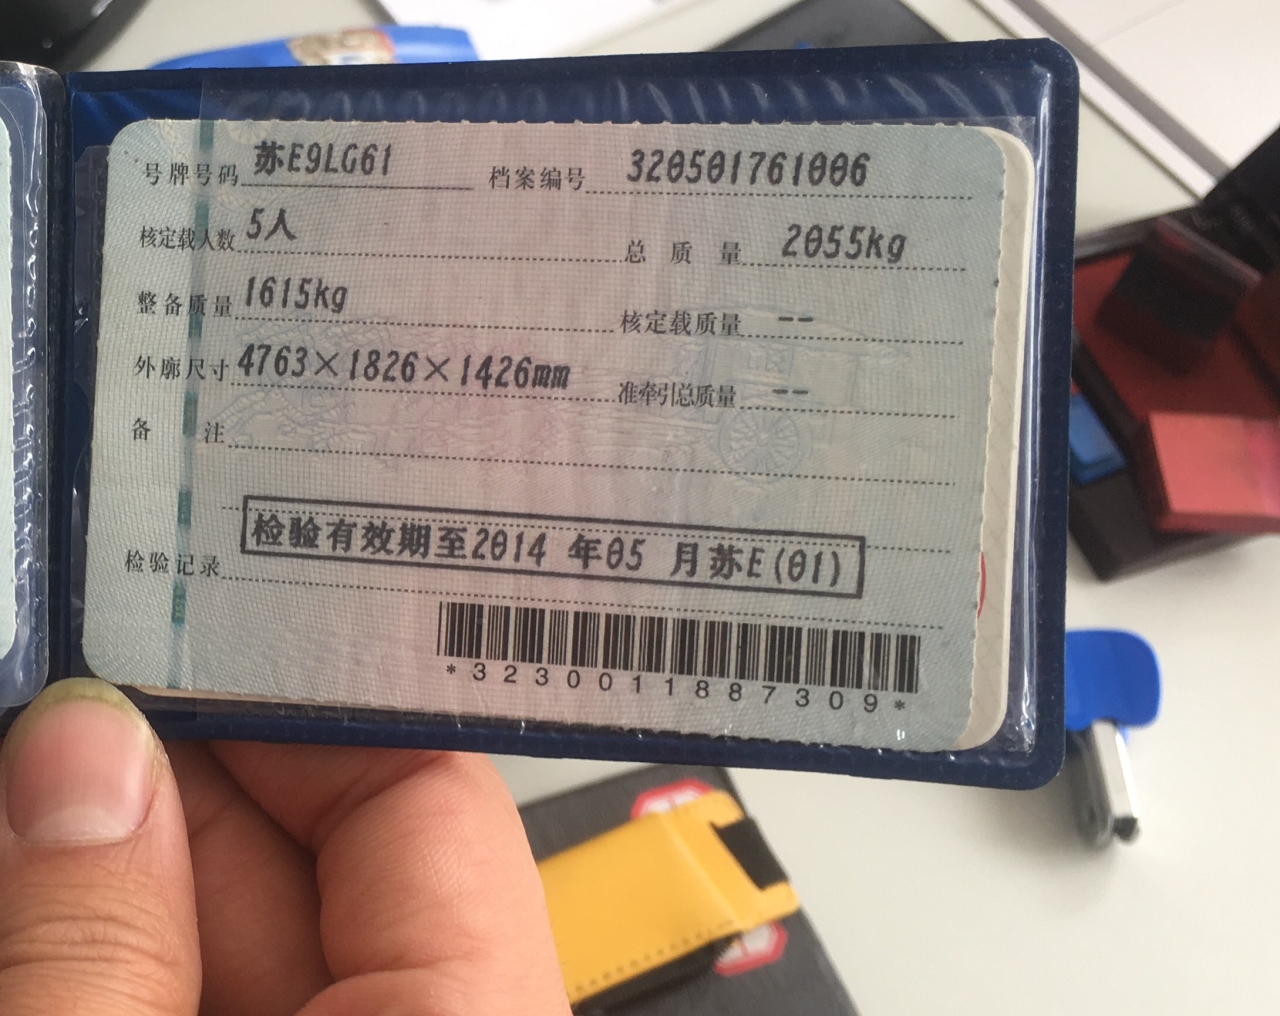 号牌号码 苏E9LG61 档案编号 320501761006
核定载人数 5人 总质量 2055kg
整备质量 1615kg 核定载质量 --
外廓尺寸 4763×1826×1426mm 准牵引总质量 --
备注
检验记录 检验有效期至2014 年05 月苏E(01)
*3230011887309*